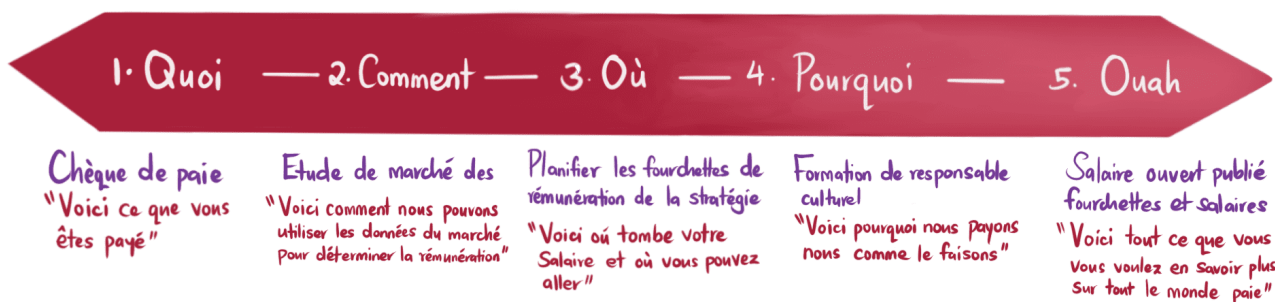 1. Quoi — 2. Comment — 3. Où — 4. Pourquoi — 5. Ouah
Chèque de paie
"Voici ce que vous
êtes payé"
Etude de marché des
"Voici comment nous pouvons
utiliser les données du marché
pour déterminer la rémunération"
Planifier les fourchettes de
rémunération de la stratégie
"Voici oú tombe votre
Salaire et où vous pouvez
aller"
Formation de responsable
culturel
"Voici pourquoi nous payons
nous comme le faisons"
Salaire ouvert publié
fourchettes et salaires
"Voici tout ce que vous
vous voulez en savoir plus
sur tout le monde paie"